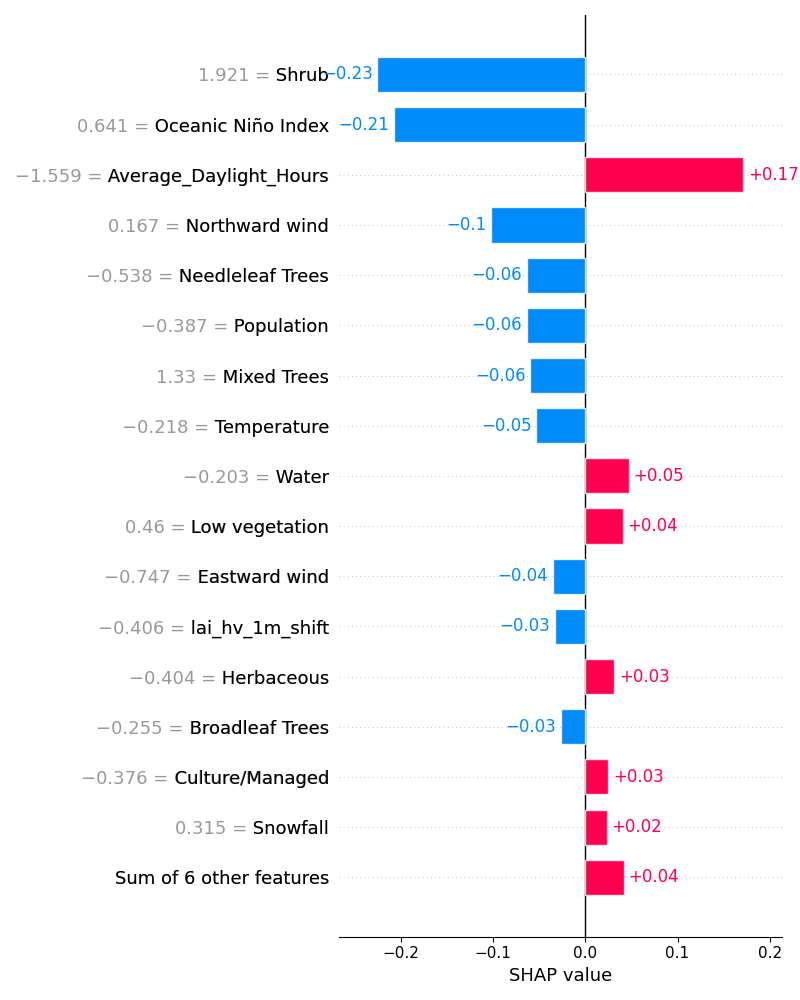 1.921 = Shrub −0.23
0.641 = Oceanic Niño Index −0.21
−1.559 = Average_Daylight_Hours +0.17
0.167 = Northward wind −0.1
−0.538 = Needleleaf Trees −0.06
−0.387 = Population −0.06
1.33 = Mixed Trees −0.06
−0.218 = Temperature −0.05
−0.203 = Water +0.05
0.46 = Low vegetation +0.04
−0.747 = Eastward wind −0.04
−0.406 = lai_hv_1m_shift −0.03
−0.404 = Herbaceous +0.03
−0.255 = Broadleaf Trees −0.03
−0.376 = Culture/Managed +0.03
0.315 = Snowfall +0.02
Sum of 6 other features +0.04
−0.2 −0.1 0.0 0.1 0.2
SHAP value